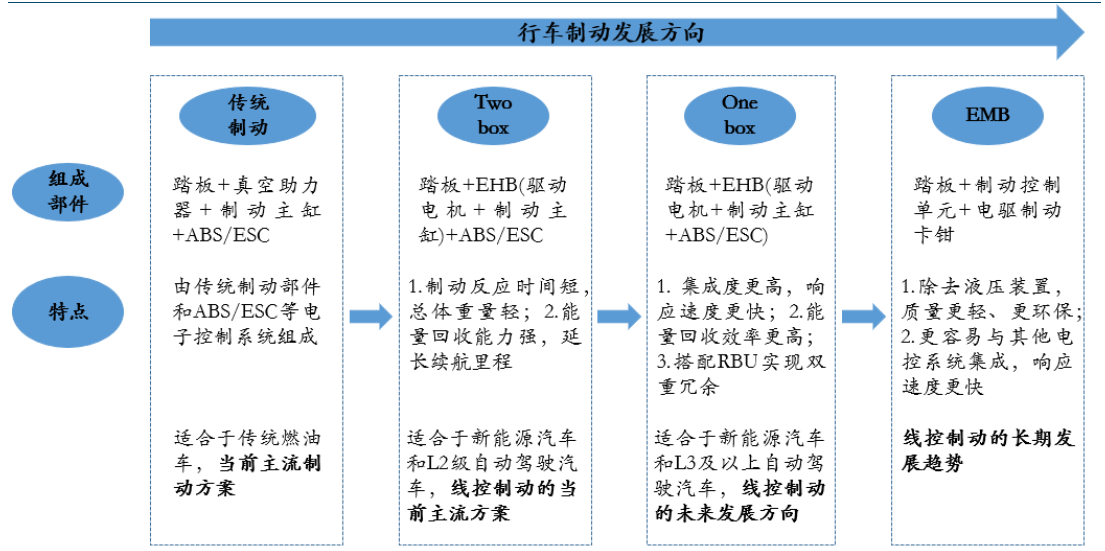 行车制动发展方向
传统
制动
Two
box
One
box
EMB
组成
部件
踏板+真空助力
器+制动主缸
+ABS/ESC
踏板+EHB(驱动
电机+制动主
缸)+ABS/ESC
踏板+EHB(驱动
电机+制动主缸
+ABS/ESC)
踏板+制动控制
单元+电驱制动
卡钳
特点
由传统制动部件
和ABS/ESC等电
子控制系统组成
1.制动反应时间短，
总体重量轻；2.能
量回收能力强，延
长续航里程
1. 集成度更高，响
应速度更快；2.能
量回收效率更高；
3.搭配RBU实现双
重冗余
1.除去液压装置，
质量更轻、更环保；
2.更容易与其他电
控系统集成，响应
速度更快
适合于传统燃油
车，当前主流制
动方案
适合于新能源汽车
和L2级自动驾驶汽
车，线控制动的当
前主流方案
适合于新能源汽车
和L3及以上自动驾
驶汽车，线控制动
的未来发展方向
线控制动的长期发
展趋势